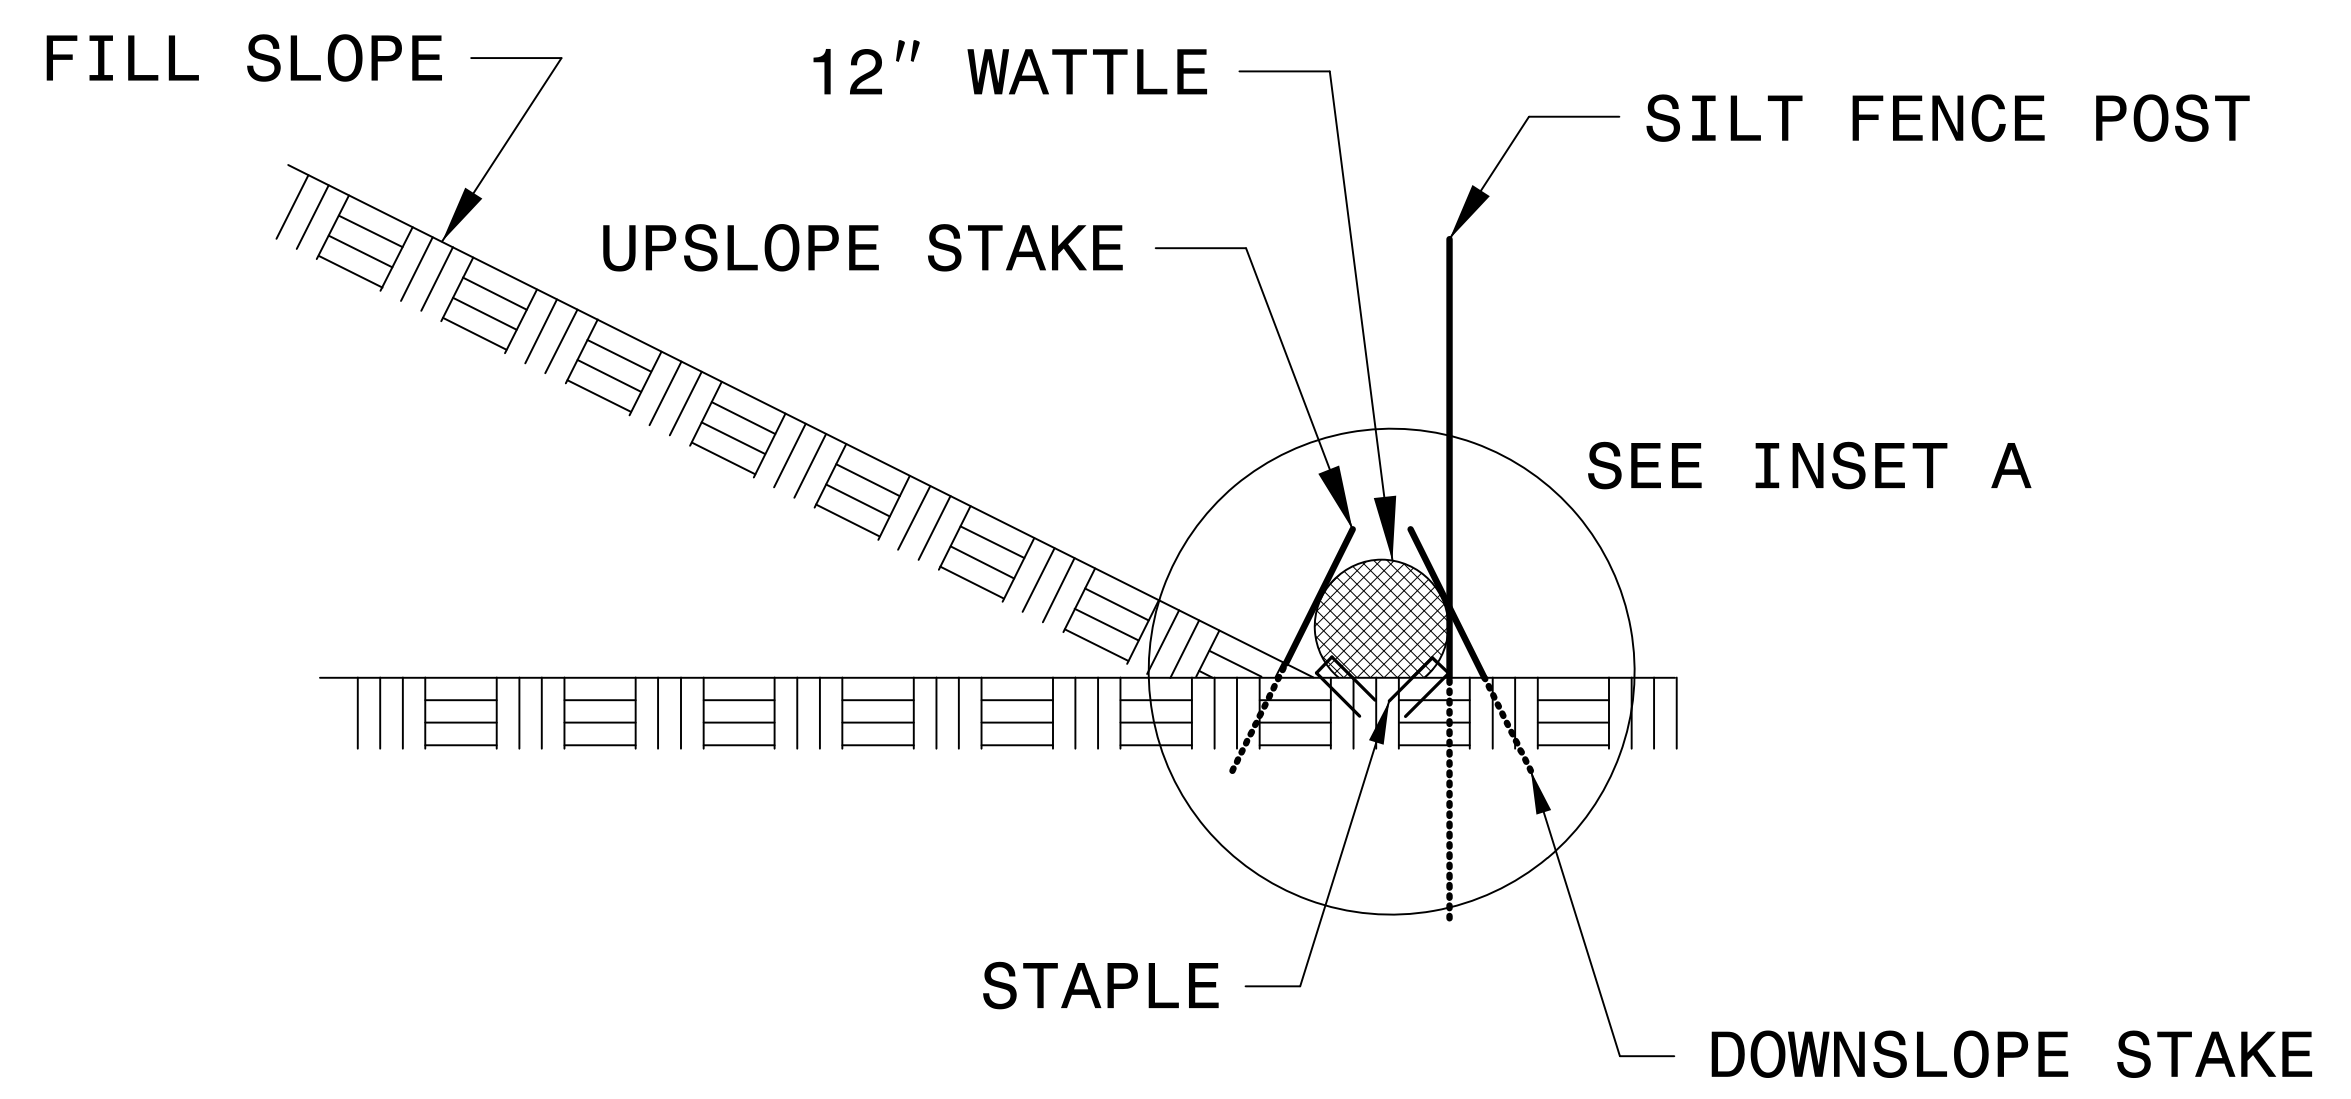 FILL SLOPE
12" WATTLE
SILT FENCE POST
UPSLOPE STAKE
SEE INSET A
STAPLE
DOWNSLOPE STAKE